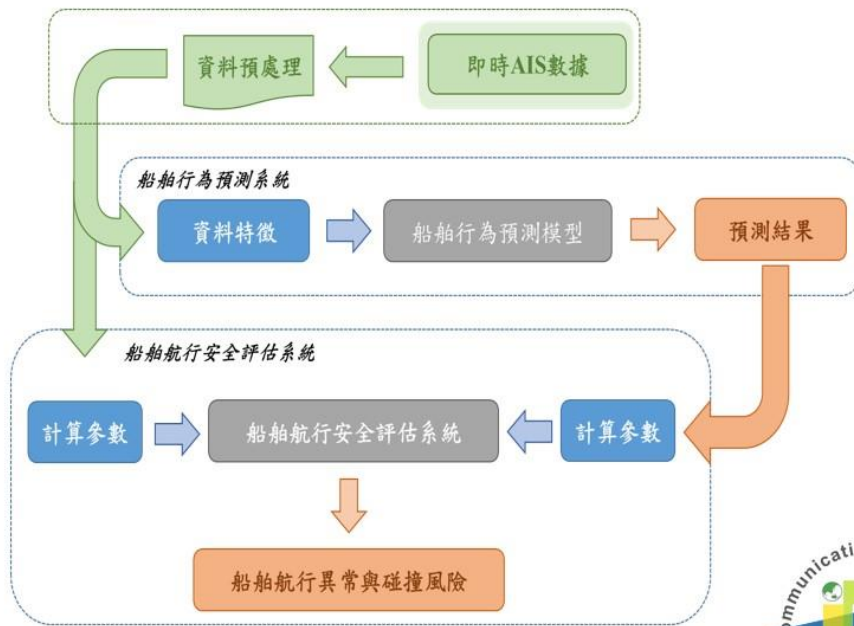 資料預處理
即時AIS數據
船舶行為預測系統
資料特徵
船舶行為預測模型
預測結果
船舶航行安全評估系統
計算參數
船舶航行安全評估系統
計算參數
船舶航行異常與碰撞風險